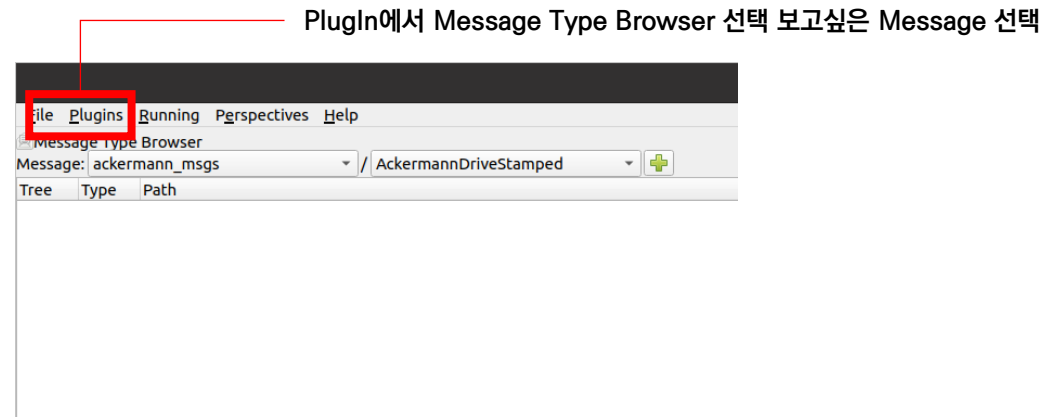 PlugIn에서 Message Type Browser 선택 보고싶은 Message 선택
File Plugins Running Perspectives Help
Message Type Browser
Message: ackermann_msgs / AckermannDriveStamped
Tree Type Path